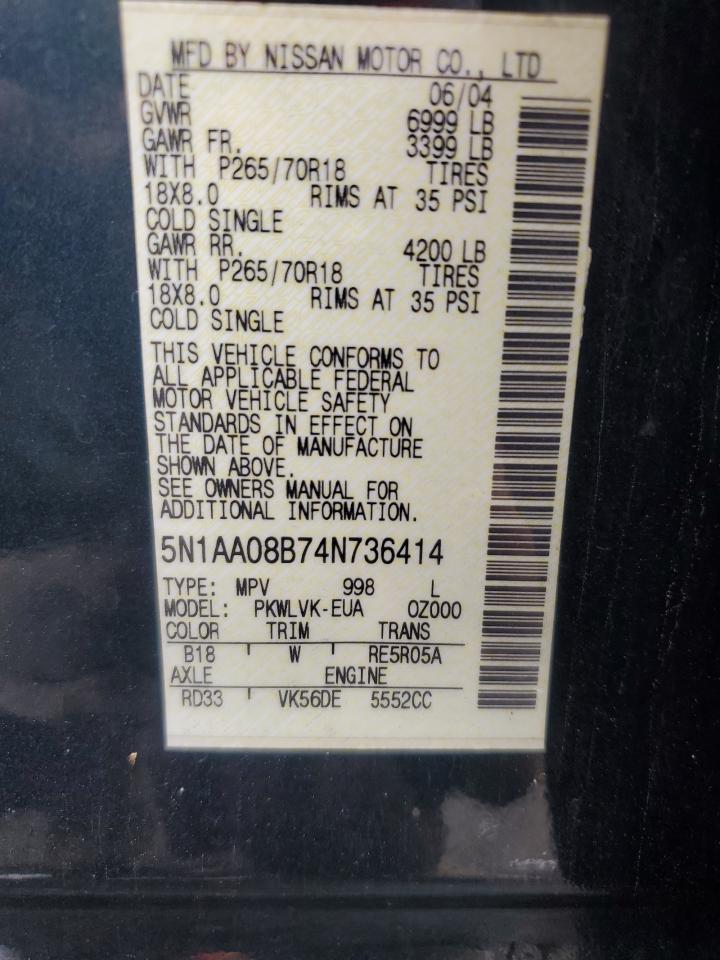 MFD BY NISSAN MOTOR CO., LTD
DATE 06/04
GVWR 6999 LB
GAWR FR. 3399 LB
WITH P265/70R18 TIRES
18X8.0 RIMS AT 35 PSI
COLD SINGLE
GAWR RR. 4200 LB
WITH P265/70R18 TIRES
18X8.0 RIMS AT 35 PSI
COLD SINGLE
THIS VEHICLE CONFORMS TO
ALL APPLICABLE FEDERAL
MOTOR VEHICLE SAFETY
STANDARDS IN EFFECT ON
THE DATE OF MANUFACTURE
SHOWN ABOVE.
SEE OWNERS MANUAL FOR
ADDITIONAL INFORMATION.
5N1AA08B74N736414
TYPE: MPV 998 L
MODEL: PKWLVK-EUA OZ000
COLOR TRIM TRANS
B18 W RE5R05A
AXLE ENGINE
RD33 VK56DE 5552CC